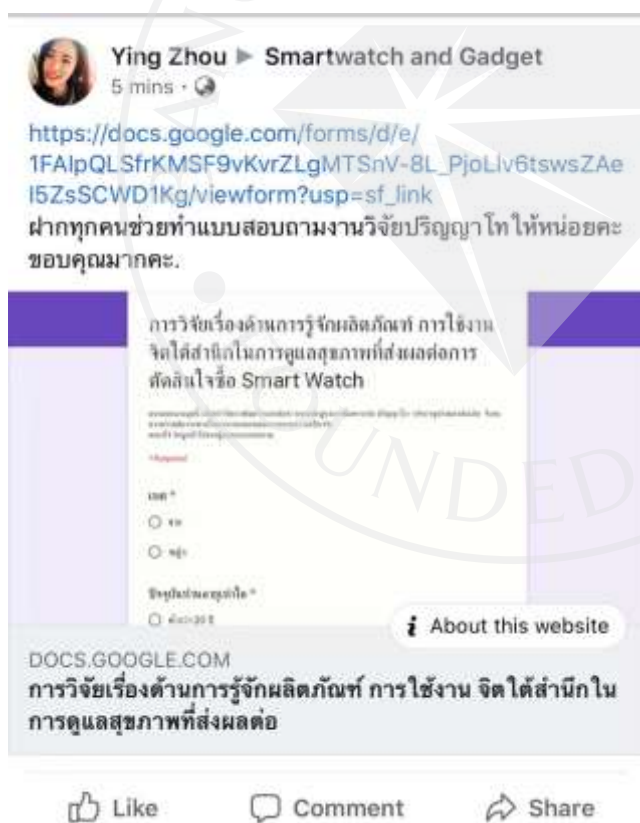 Ying Zhou ▶ Smartwatch and Gadget
5 mins ·
https://docs.google.com/forms/d/e/
1FAIpQLSfrKMSF9vKvrZLgMTSnV-8L_PjoLlv6tswsZAe
I5ZsSCWD1Kg/viewform?usp=sf_link
ฝากทุกคนช่วยทำแบบสอบถามงานวิจัยปริญญาโทให้หน่อยคะ
ขอบคุณมากคะ.
การวิจัยเรื่องด้านการรู้จักผลิตภัณฑ์ การใช้งาน
จิตใต้สำนึกในการดูแลสุขภาพที่ส่งผลต่อการ
ตัดสินใจซื้อ Smart Watch
เพศ *
ชาย
หญิง
i About this website
DOCS.GOOGLE.COM
การวิจัยเรื่องด้านการรู้จักผลิตภัณฑ์ การใช้งาน จิตใต้สำนึกใน
การดูแลสุขภาพที่ส่งผลต่อ
Like Comment Share
UNDED